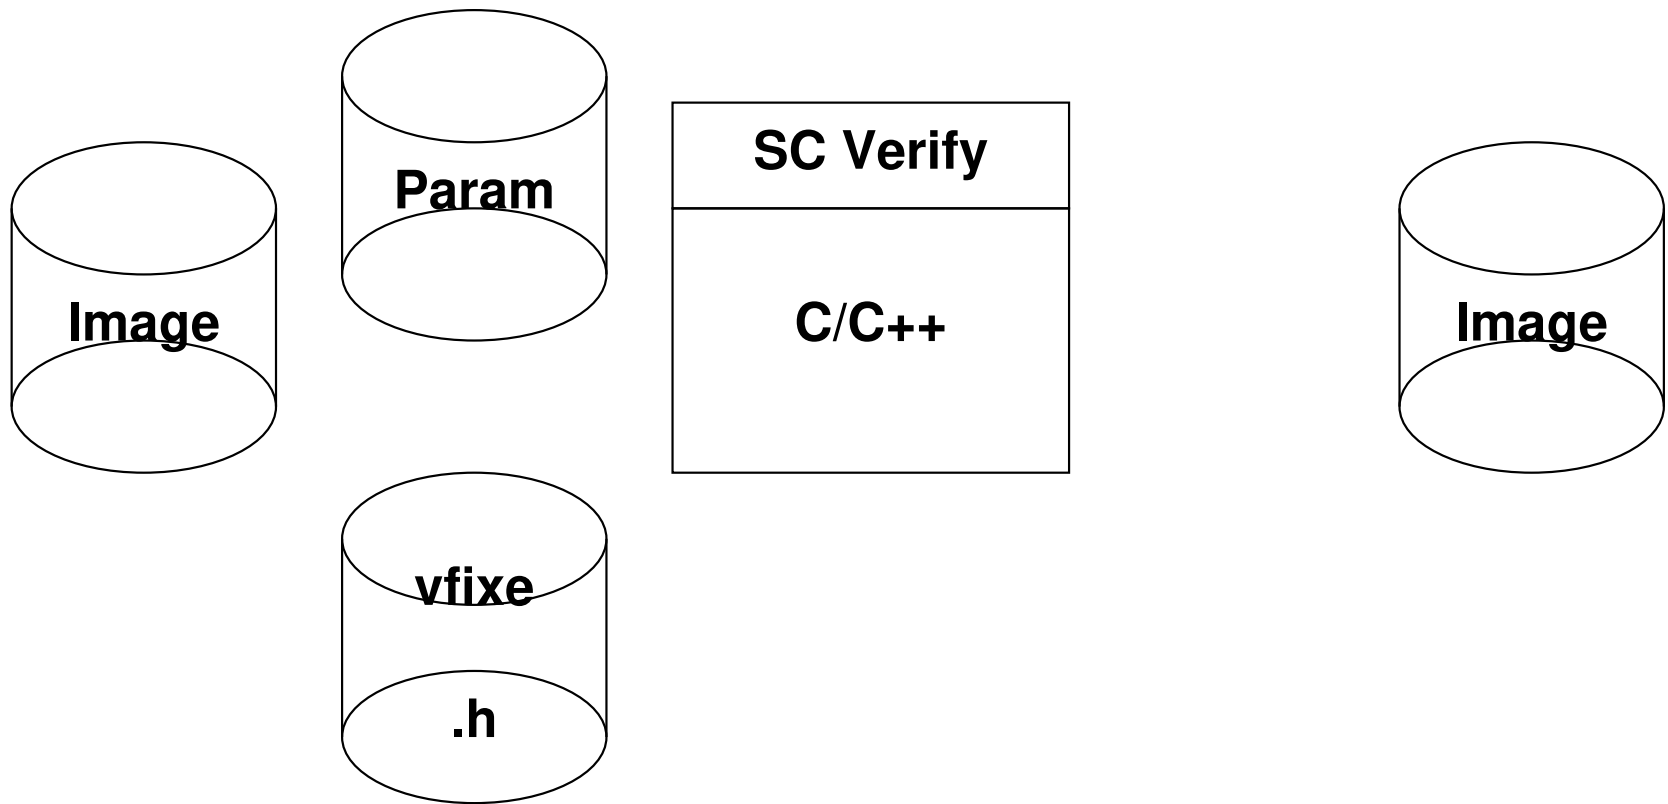 Param
SC Verify
Image
C/C++
Image
vfixe
.h